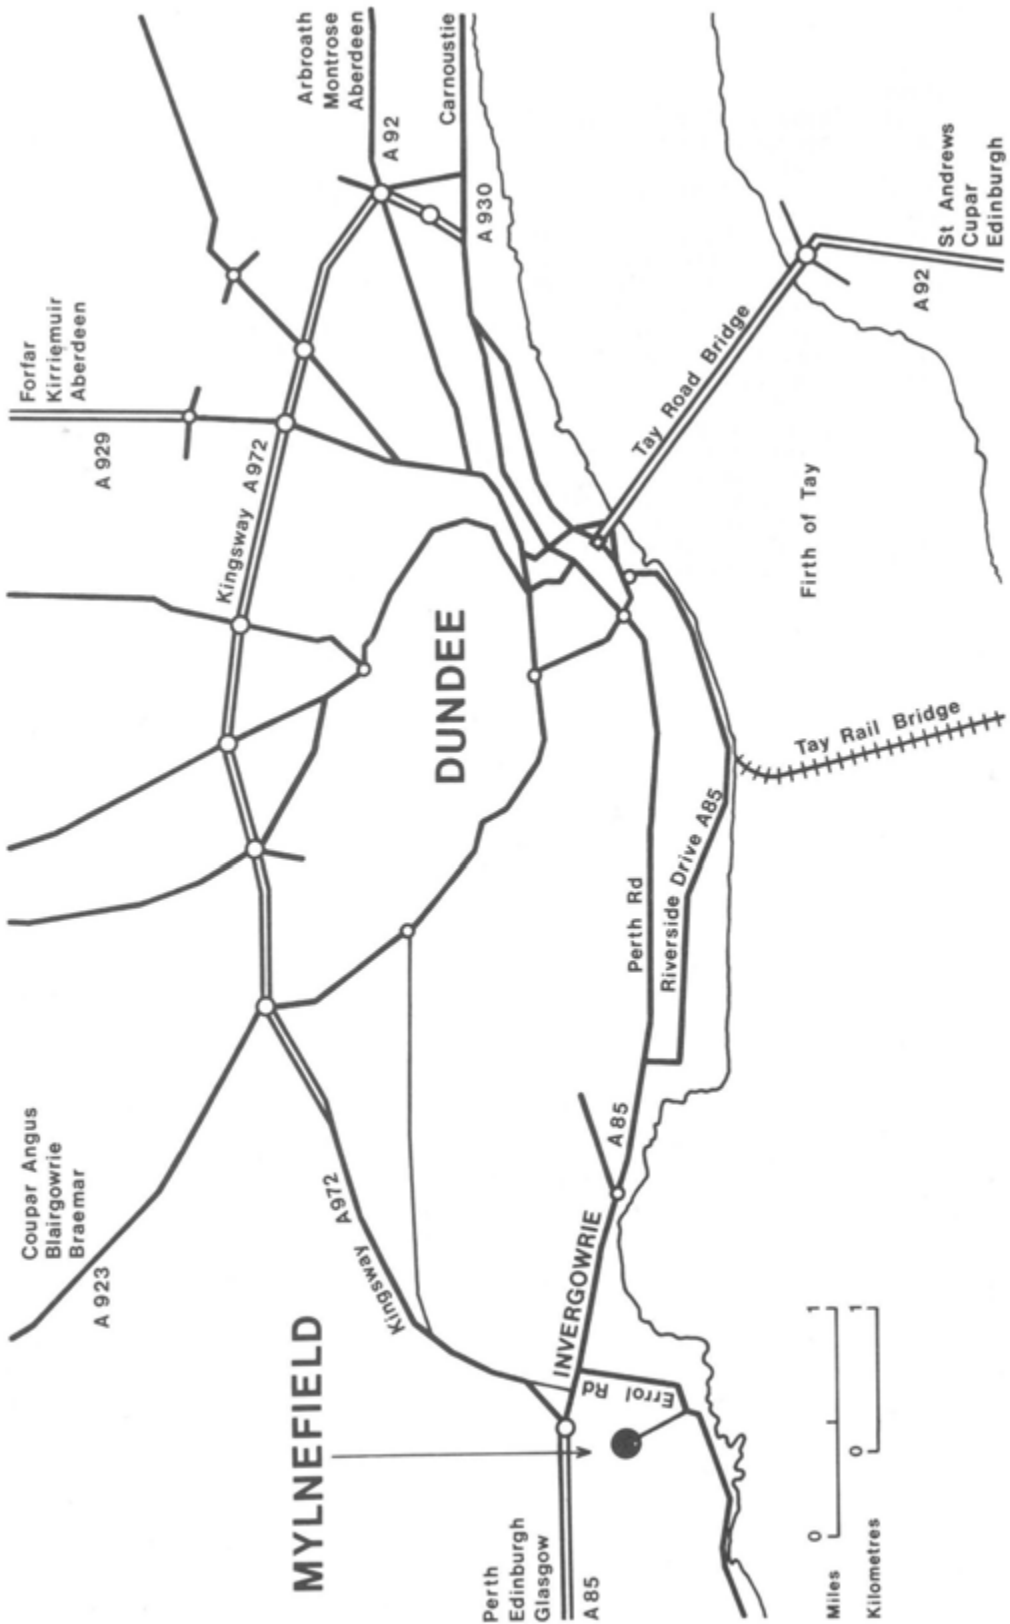 Coupar Angus
Blairgowrie
Braemar
A 923
Forfar
Kirriemuir
Aberdeen
A 929
Arbroath
Montrose
Aberdeen
A 92
Carnoustie
A 930
Kingsway A972
A972
Kingsway
DUNDEE
MYLNEFIELD
INVERGOWRIE
A85
Perth Rd
Riverside Drive A85
Errol
Rd
Perth
Edinburgh
Glasgow
A 85
Tay Road Bridge
Tay Rail Bridge
Firth of Tay
St Andrews
Cupar
Edinburgh
A92
Miles
0
1
Kilometres
0
1